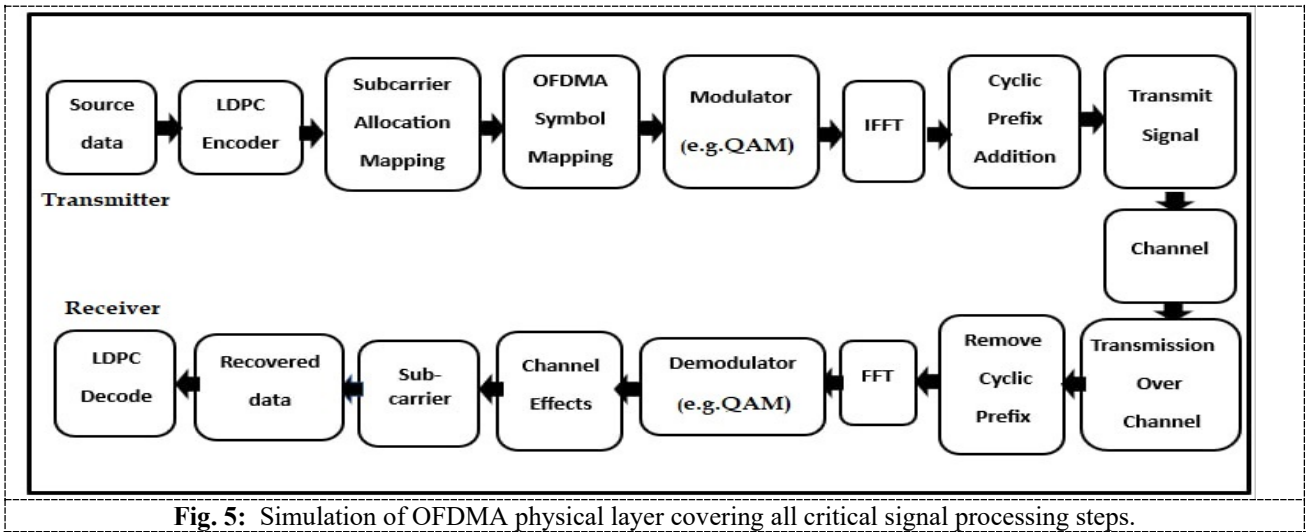 Source
data
LDPC
Encoder
Subcarrier
Allocation
Mapping
OFDMA
Symbol
Mapping
Modulator
(e.g.QAM)
IFFT
Cyclic
Prefix
Addition
Transmit
Signal
Transmitter
Channel
Receiver
LDPC
Decode
Recovered
data
Sub-
carrier
Channel
Effects
Demodulator
(e.g.QAM)
FFT
Remove
Cyclic
Prefix
Transmission
Over
Channel
Fig. 5: Simulation of OFDMA physical layer covering all critical signal processing steps.